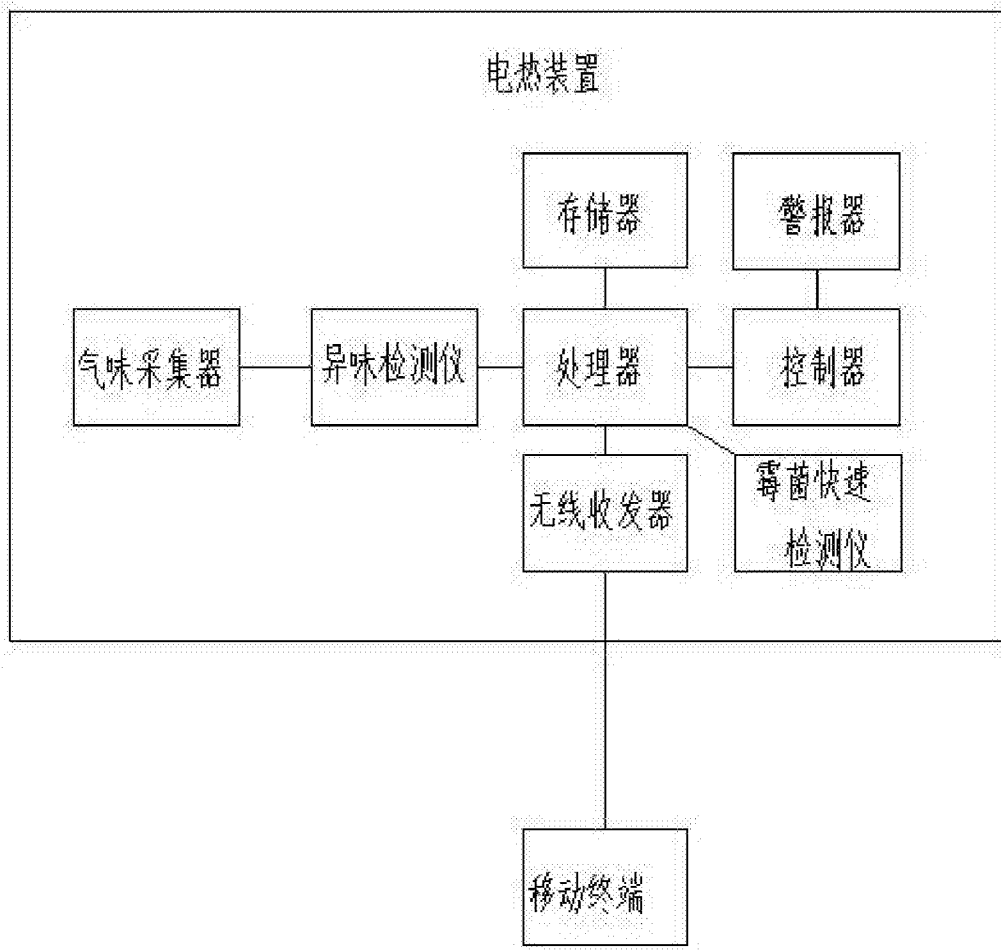 电热装置
存储器
警报器
气味采集器
异味检测仪
处理器
控制器
无线收发器
霉菌快速
检测仪
移动终端